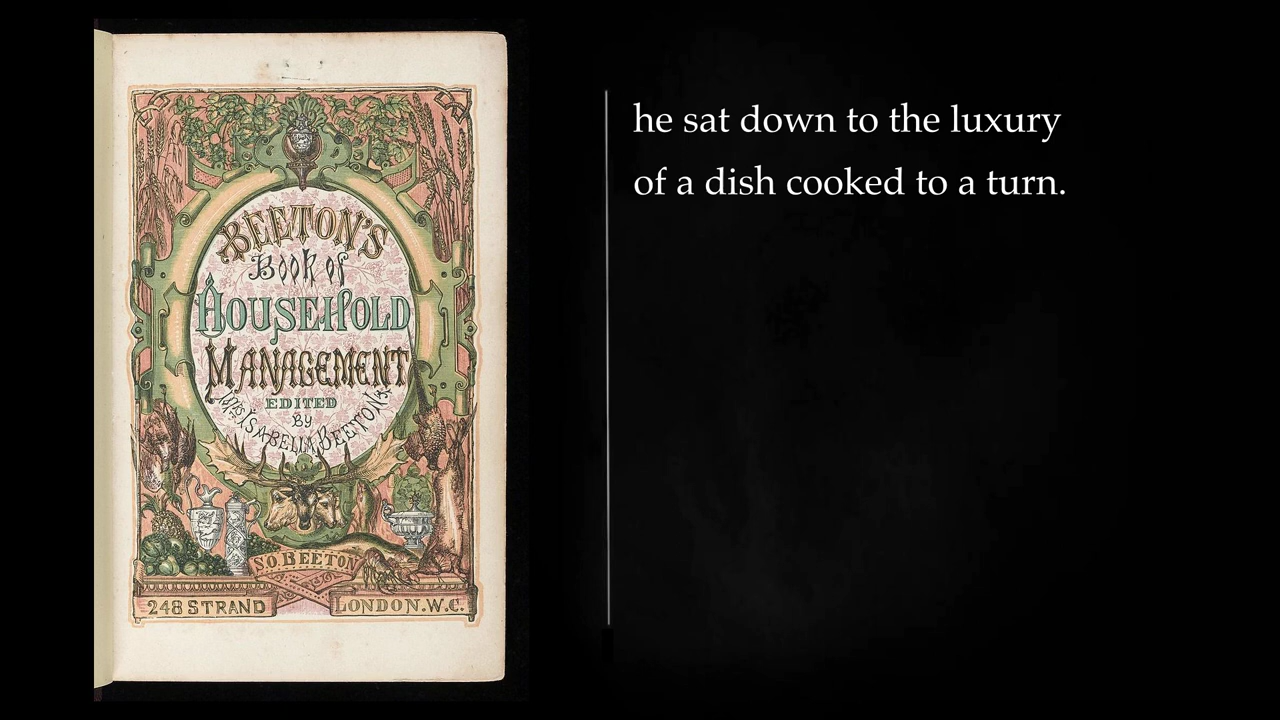 BEETON'S
Book of
HOUSEHOLD
MANAGEMENT
EDITED
BY
MRS ISABELLA BEETON
S.O. BEETON
248 STRAND
LONDON. W.C.
he sat down to the luxury
of a dish cooked to a turn.